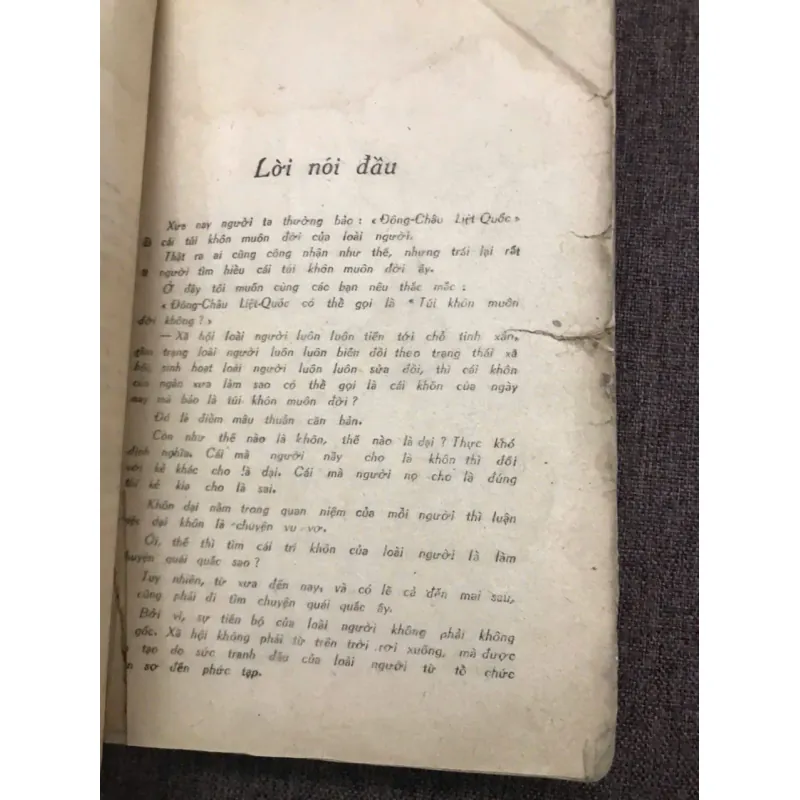 Lời nói đầu
Xưa nay người ta thường bảo : « Đông-Châu Liệt-Quốc »
cái túi khôn muôn đời của loài người.
Thật ra ai cũng công nhận như thế, nhưng trái lại rất
người tìm hiểu cái túi khôn muôn đời ấy.
Ở đây tôi muốn cùng các bạn nêu thắc mắc :
« Đông-Châu Liệt-Quốc có thể gọi là " Túi khôn muôn
đời không ? »
— Xã hội loài người luôn luôn tiến tới chỗ tinh xảo,
trạng loài người luôn luôn biến đổi theo trạng thái xã
hội, sinh hoạt loài người luôn luôn sửa đổi, thì cái khôn
của ngàn xưa làm sao có thể gọi là cái khôn của ngày
nay mà bảo là túi khôn muôn đời ?
Đó là điểm mâu thuẫn căn bản.
Còn như thế nào là khôn, thế nào là dại ? Thực khó
định nghĩa. Cái mà người nầy cho là khôn thì đối
kẻ khác cho là dại. Cái mà người nọ cho là đúng
thì kẻ kia cho là sai.
Khôn dại nằm trong quan niệm của mỗi người thì luận
việc dại khôn là chuyện vu vơ.
Ôi, thế thì tìm cái trí khôn của loài người là làm
chuyện quái quắc sao ?
Tuy nhiên, từ xưa đến nay, và có lẽ cả đến mai sau,
cũng phải đi tìm chuyện quái quắc ấy.
Bởi vì, sự tiến bộ của loài người không phải không
gốc. Xã hội không phải từ trên trời rơi xuống, mà được
tạo do sức tranh đấu của loài người từ tổ chức
sơ đến phức tạp.